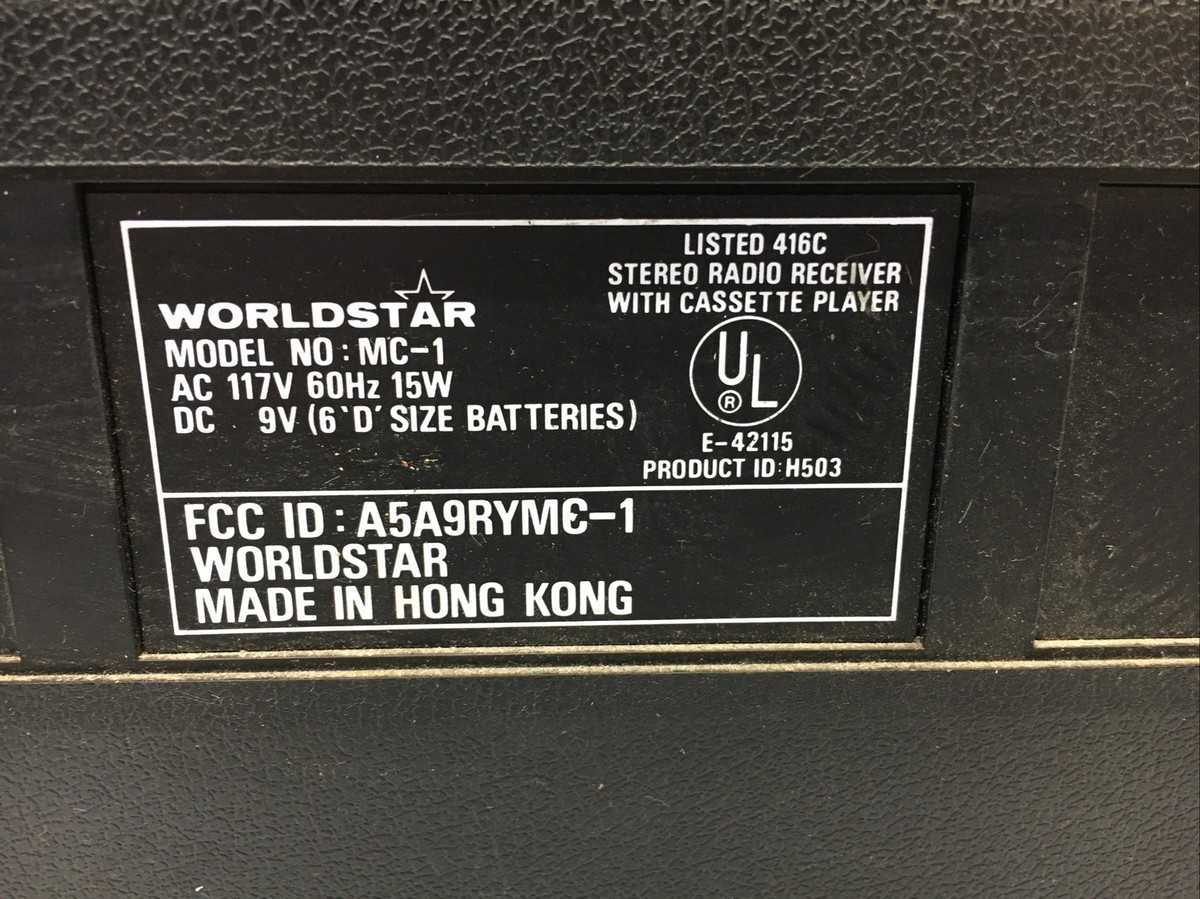 WORLDSTAR
MODEL NO: MC-1
AC 117V 60Hz 15W
DC 9V (6 'D' SIZE BATTERIES)
LISTED 416C
STEREO RADIO RECEIVER
WITH CASSETTE PLAYER
UL
®
E-42115
PRODUCT ID:H503
FCC ID: A5A9RYMC-1
WORLDSTAR
MADE IN HONG KONG